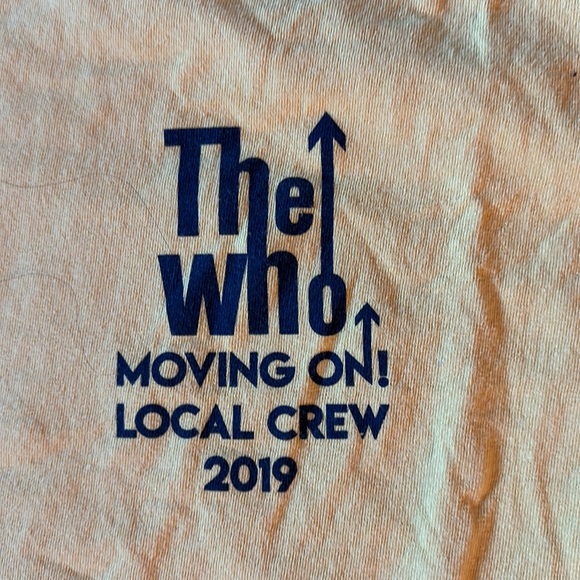 The
Who
MOVING ON!
LOCAL CREW
2019